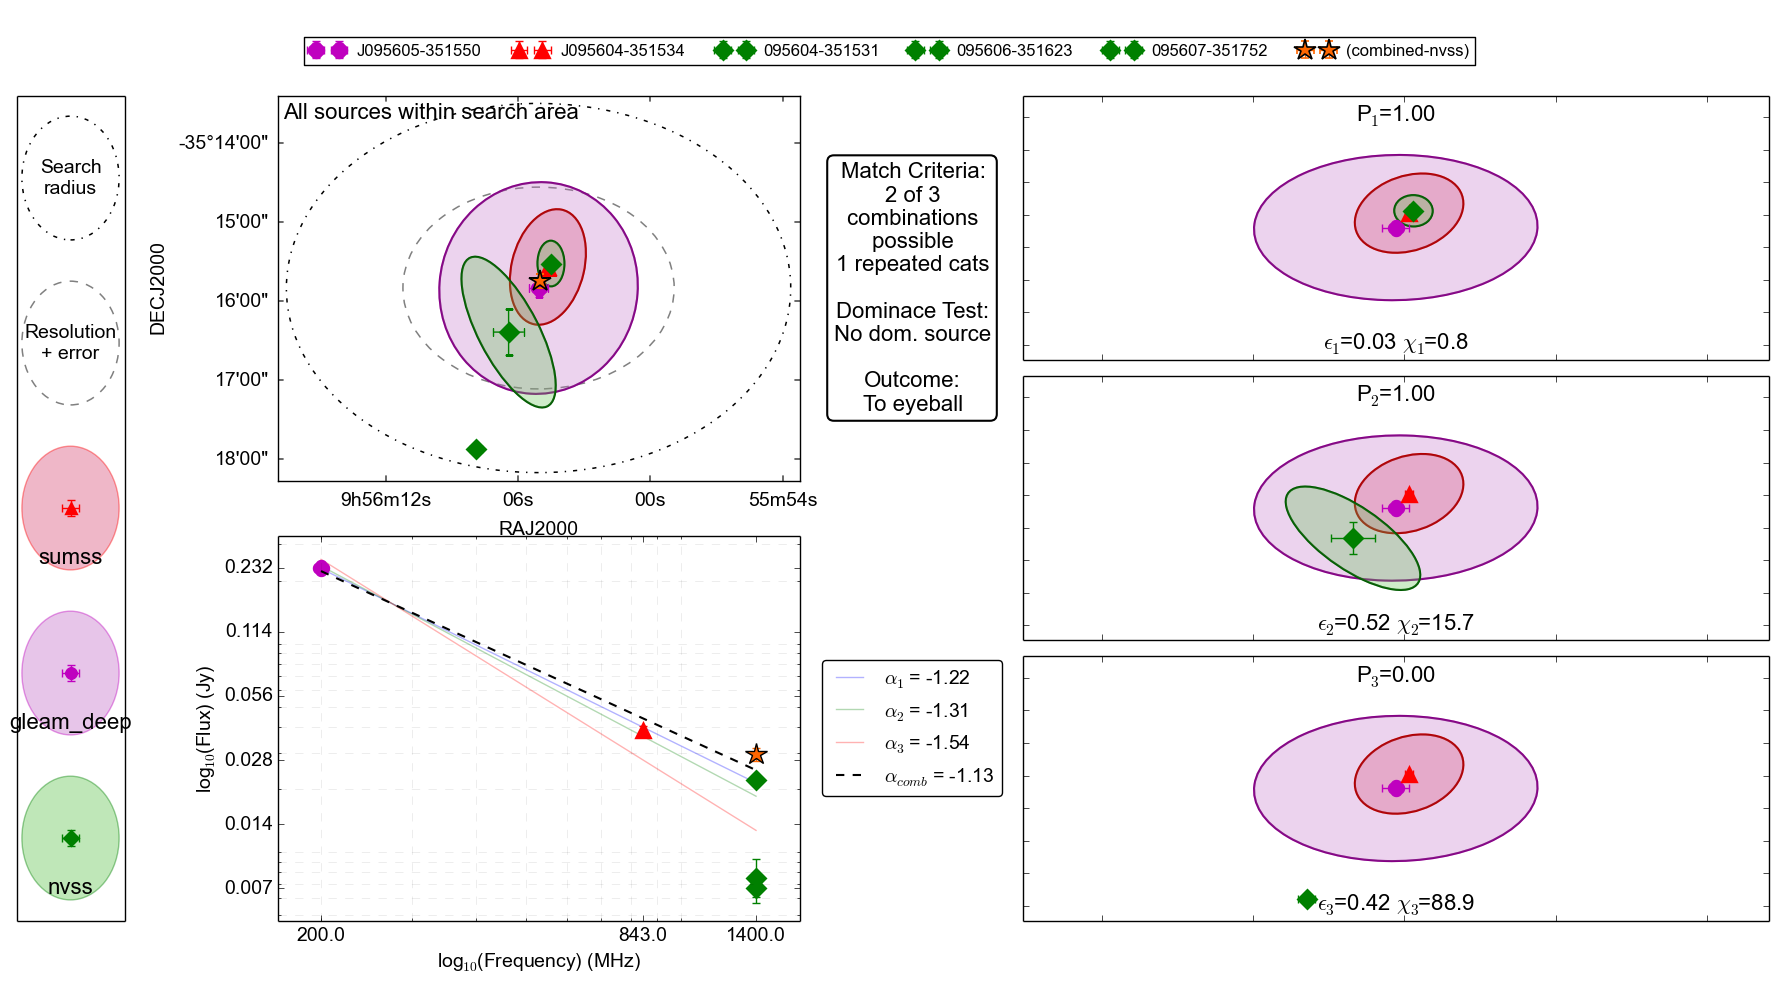 J095605-351550 J095604-351534 095604-351531 095606-351623 095607-351752 (combined-nvss)
Search
radius
Resolution
+ error
sumss
gleam_deep
nvss
All sources within search area
DECJ2000
-35°14'00"
15'00"
16'00"
17'00"
18'00"
9h56m12s 06s 00s 55m54s
RAJ2000
Match Criteria:
2 of 3
combinations
possible
1 repeated cats
Dominace Test:
No dom. source
Outcome:
To eyeball
log₁₀(Flux) (Jy)
0.232
0.114
0.056
0.028
0.014
0.007
200.0 843.0 1400.0
log₁₀(Frequency) (MHz)
α₁ = -1.22
α₂ = -1.31
α₃ = -1.54
α_comb = -1.13
P₁=1.00
ϵ₁=0.03 χ₁=0.8
P₂=1.00
ϵ₂=0.52 χ₂=15.7
P₃=0.00
ϵ₃=0.42 χ₃=88.9